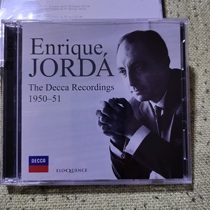 Enrique
JORDÁ
The Decca Recordings
1950–51
DECCA
ELOQUENCE